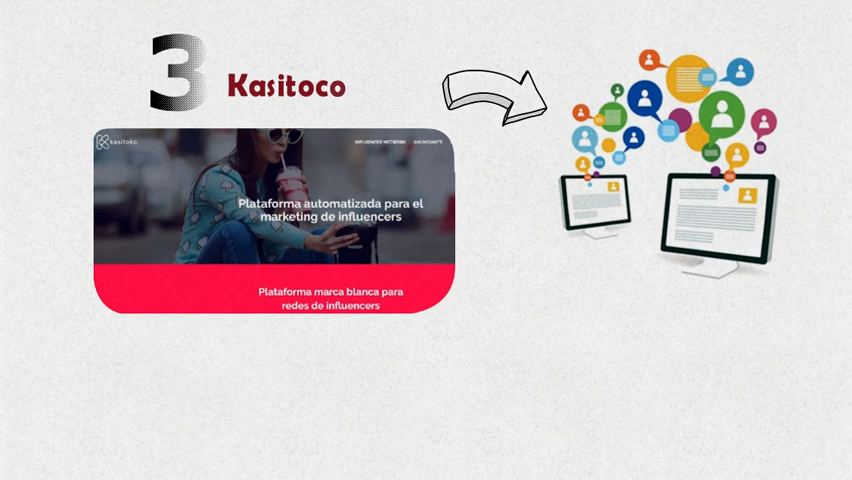 3 Kasitoco
kasitoko
INFLUENCER NETWORK ANUNCIANTE
Plataforma automatizada para el
marketing de influencers
Plataforma marca blanca para
redes de influencers